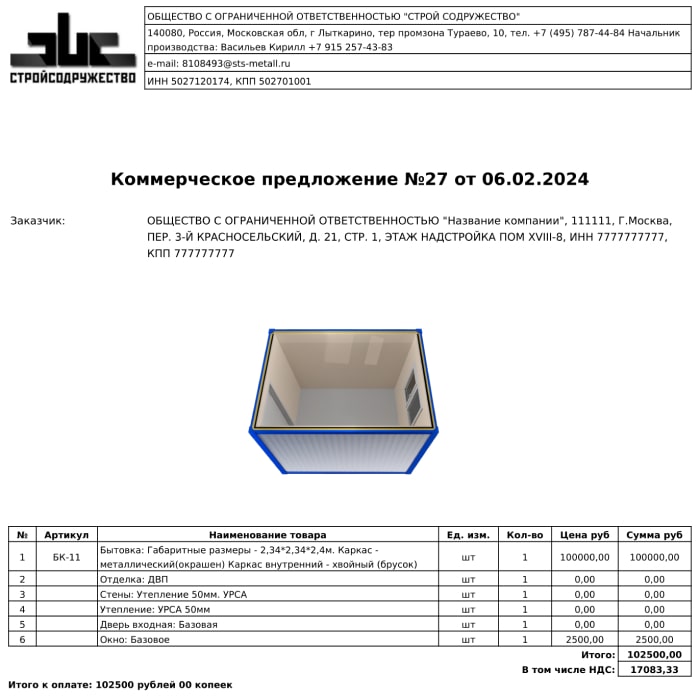 СТРОЙСОДРУЖЕСТВО
ОБЩЕСТВО С ОГРАНИЧЕННОЙ ОТВЕТСТВЕННОСТЬЮ "СТРОЙ СОДРУЖЕСТВО"
140080, Россия, Московская обл, г Лыткарино, тер промзона Тураево, 10, тел. +7 (495) 787-44-84 Начальник
производства: Васильев Кирилл +7 915 257-43-83
e-mail: 8108493@sts-metall.ru
ИНН 5027120174, КПП 502701001
Коммерческое предложение №27 от 06.02.2024
Заказчик: ОБЩЕСТВО С ОГРАНИЧЕННОЙ ОТВЕТСТВЕННОСТЬЮ "Название компании", 111111, Г.Москва,
ПЕР. 3-Й КРАСНОСЕЛЬСКИЙ, Д. 21, СТР. 1, ЭТАЖ НАДСТРОЙКА ПОМ XVIII-8, ИНН 7777777777,
КПП 777777777
№ Артикул Наименование товара Ед. изм. Кол-во Цена руб Сумма руб
1 БК-11 Бытовка: Габаритные размеры - 2,34*2,34*2,4м. Каркас - металлический(окрашен) Каркас внутренний - хвойный (брусок) шт 1 100000,00 100000,00
2 Отделка: ДВП шт 1 0,00 0,00
3 Стены: Утепление 50мм. УРСА шт 1 0,00 0,00
4 Утепление: УРСА 50мм шт 1 0,00 0,00
5 Дверь входная: Базовая шт 1 0,00 0,00
6 Окно: Базовое шт 1 2500,00 2500,00
Итого: 102500,00
В том числе НДС: 17083,33
Итого к оплате: 102500 рублей 00 копеек